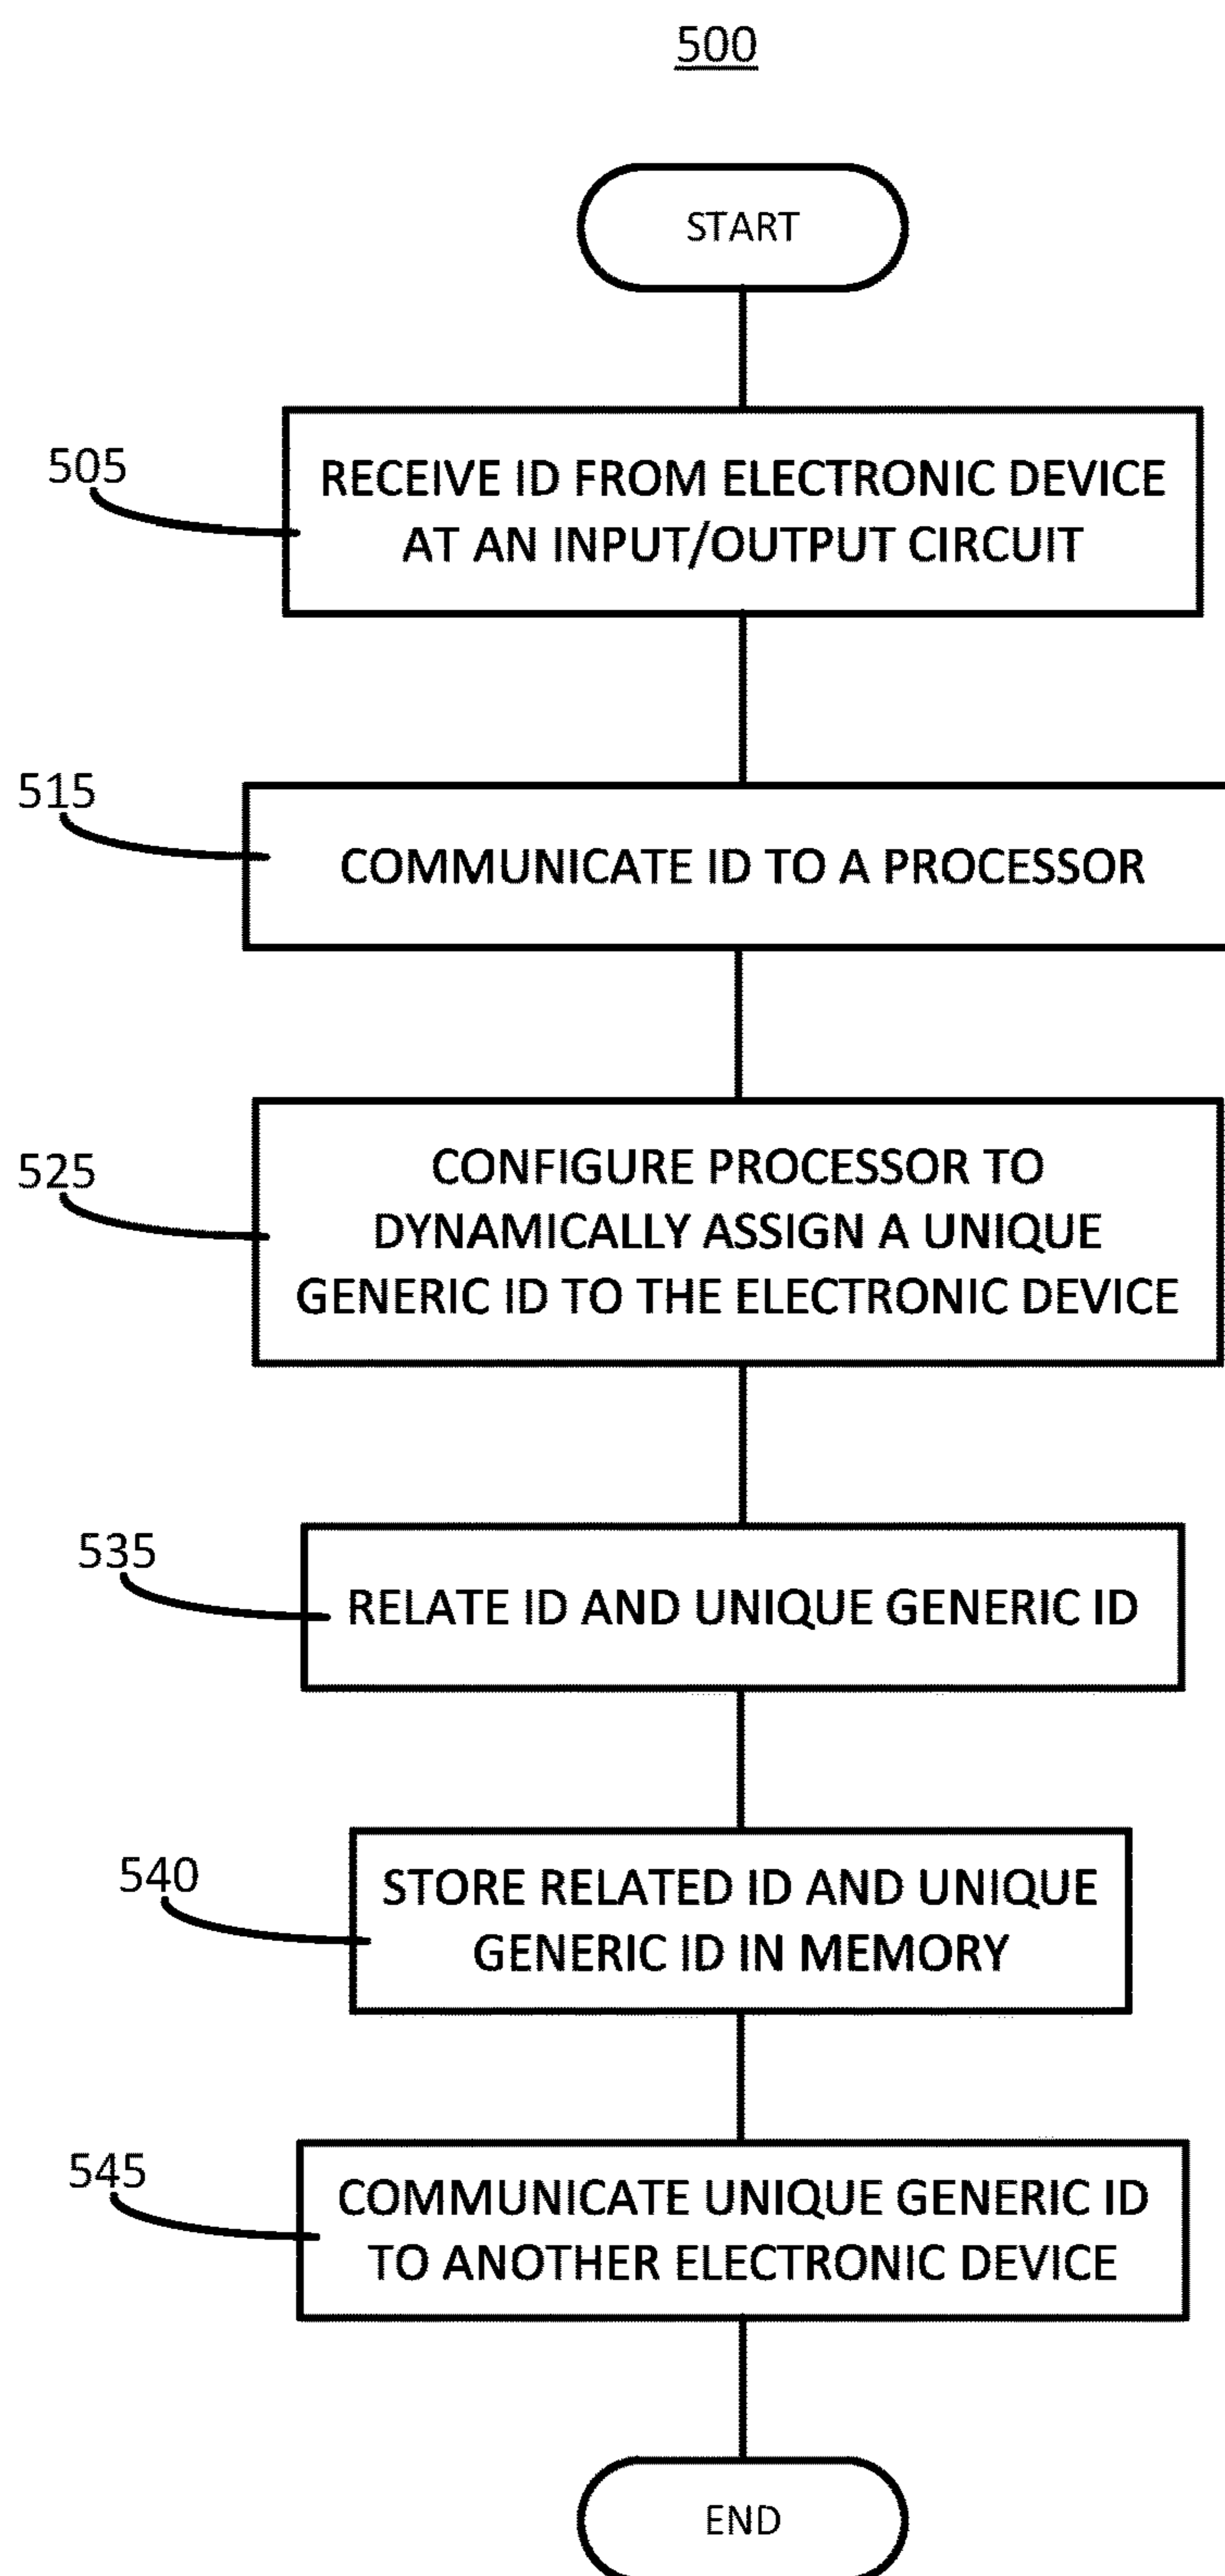 500
START
505
RECEIVE ID FROM ELECTRONIC DEVICE
AT AN INPUT/OUTPUT CIRCUIT
515
COMMUNICATE ID TO A PROCESSOR
525
CONFIGURE PROCESSOR TO
DYNAMICALLY ASSIGN A UNIQUE
GENERIC ID TO THE ELECTRONIC DEVICE
535
RELATE ID AND UNIQUE GENERIC ID
540
STORE RELATED ID AND UNIQUE
GENERIC ID IN MEMORY
545
COMMUNICATE UNIQUE GENERIC ID
TO ANOTHER ELECTRONIC DEVICE
END